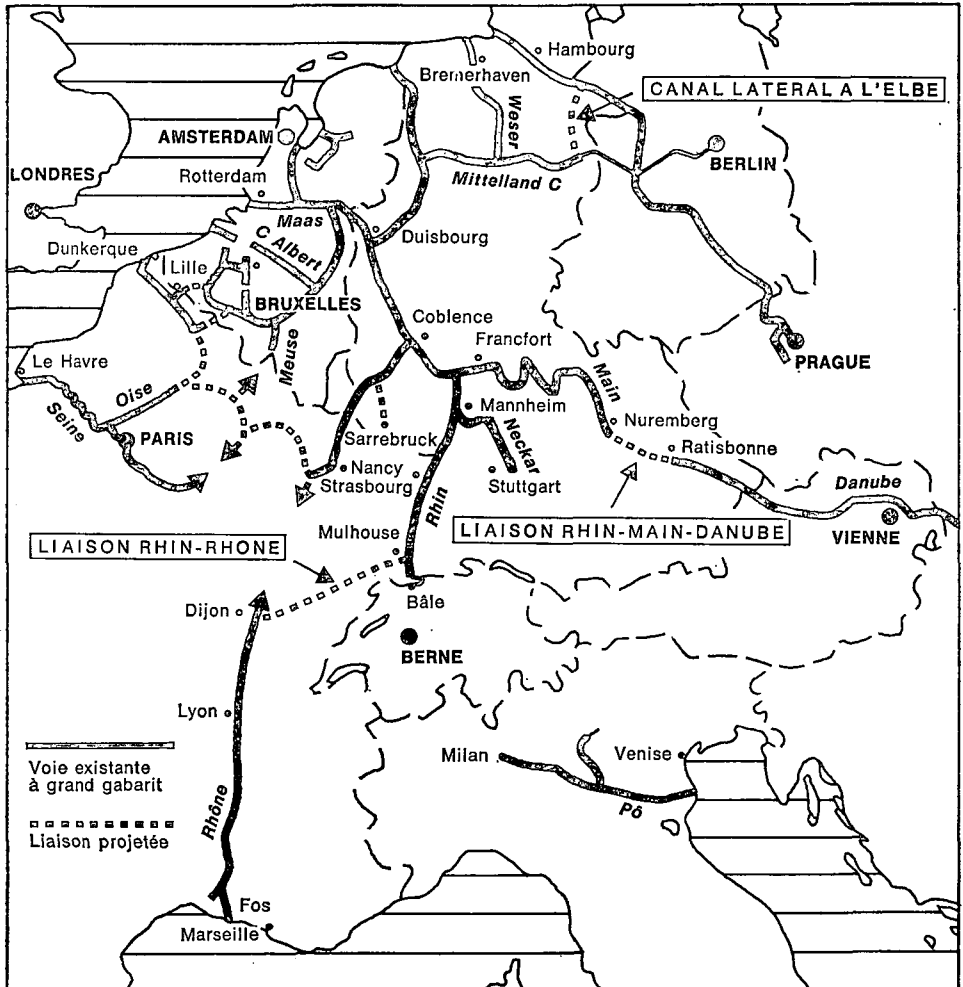 Hambourg
Bremerhaven
CANAL LATERAL A L'ELBE
Weser
AMSTERDAM
BERLIN
LONDRES
Rotterdam
Mittelland C
Maas
Dunkerque
C Albert
Duisbourg
Lille
BRUXELLES
Coblence
Francfort
Le Havre
Meuse
PRAGUE
Oise
Main
Seine
Mannheim
Nuremberg
PARIS
Sarrebruck
Neckar
Ratisbonne
Nancy
Strasbourg
Stuttgart
Danube
Rhin
LIAISON RHIN-MAIN-DANUBE
VIENNE
Mulhouse
LIAISON RHIN-RHONE
Dijon
Bâle
BERNE
Lyon
Milan
Venise
Voie existante
à grand gabarit
Pô
Rhône
Liaison projetée
Fos
Marseille